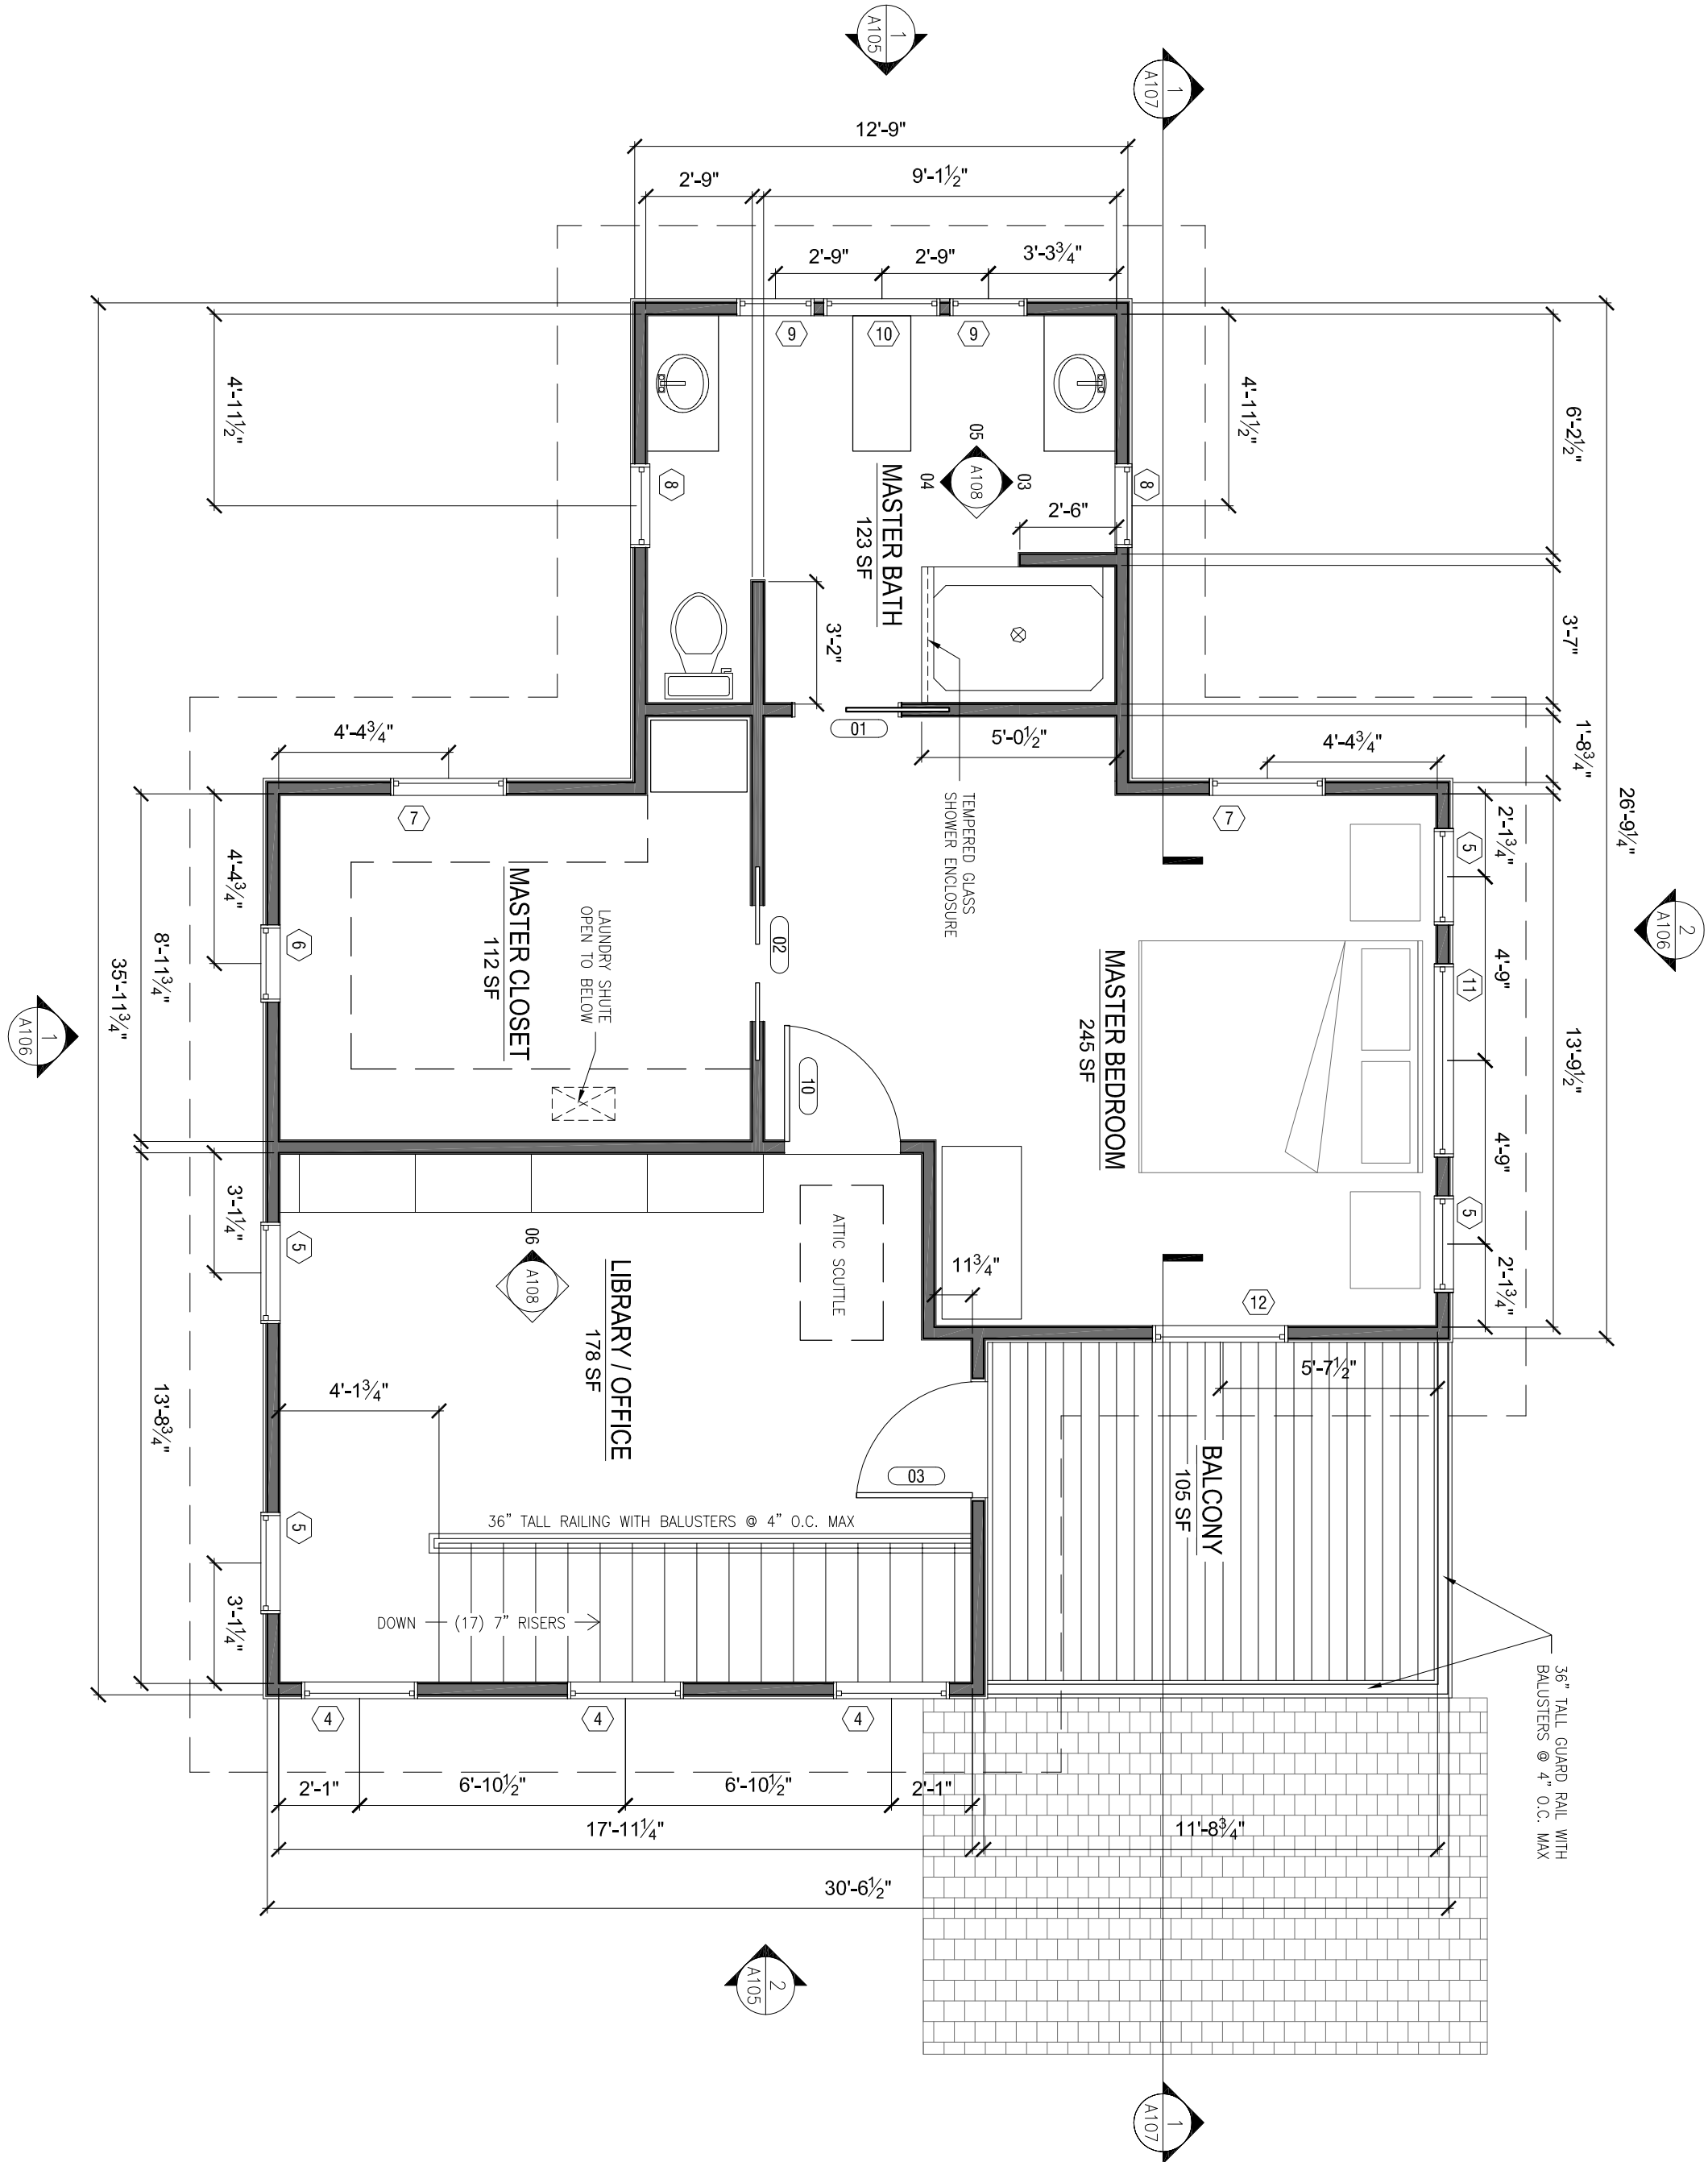 1
A105
1
A107
12'-9"
2'-9"
9'-1½"
2'-9"
2'-9"
3'-3¾"
26'-9¼"
4'-11½"
4'-11½"
6'-2½"
3'-7"
1'-8¾"
13'-9½"
9
10
9
8
8
05
03
04
A108
2'-6"
MASTER BATH
123 SF
3'-2"
01
5'-0½"
TEMPERED GLASS
SHOWER ENCLOSURE
4'-4¾"
4'-4¾"
7
7
2'-1¾"
4'-9"
4'-9"
2'-1¾"
5
11
5
2
A106
4'-4¾"
8'-11¾"
35'-11¾"
6
MASTER CLOSET
112 SF
LAUNDRY SHUTE
OPEN TO BELOW
02
10
MASTER BEDROOM
245 SF
1
A106
3'-1¼"
5
06
A108
LIBRARY / OFFICE
178 SF
ATTIC SCUTTLE
11¾"
12
5'-7½"
13'-8¾"
4'-1¾"
03
BALCONY
105 SF
5
3'-1¼"
36" TALL RAILING WITH BALUSTERS @ 4" O.C. MAX
DOWN
(17) 7" RISERS
36" TALL GUARD RAIL WITH
BALUSTERS @ 4" O.C. MAX
4
4
4
2'-1"
6'-10½"
6'-10½"
2'-1"
17'-11¼"
11'-8¾"
30'-6½"
2
A105
1
A107